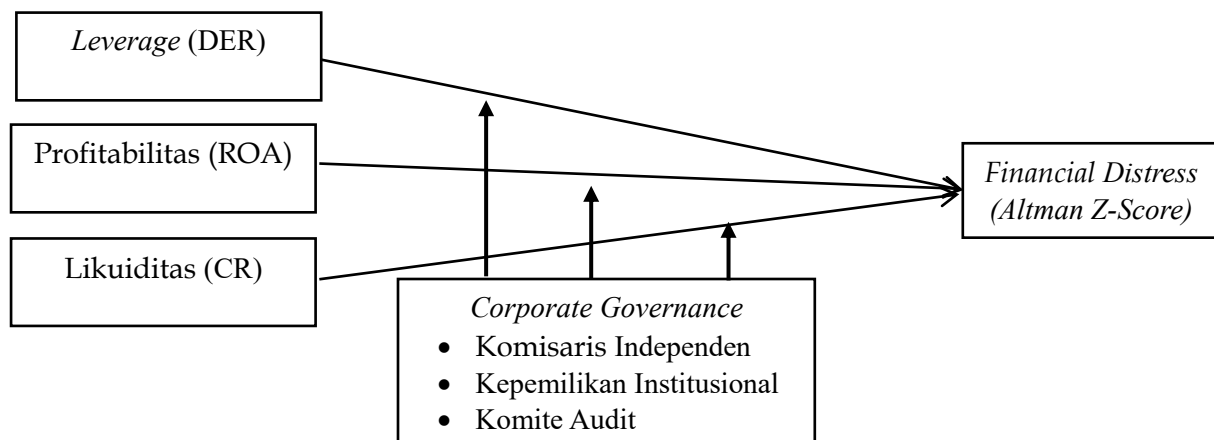 Leverage (DER)
Profitabilitas (ROA)
Likuiditas (CR)
Financial Distress
(Altman Z-Score)
Corporate Governance
• Komisaris Independen
• Kepemilikan Institusional
• Komite Audit